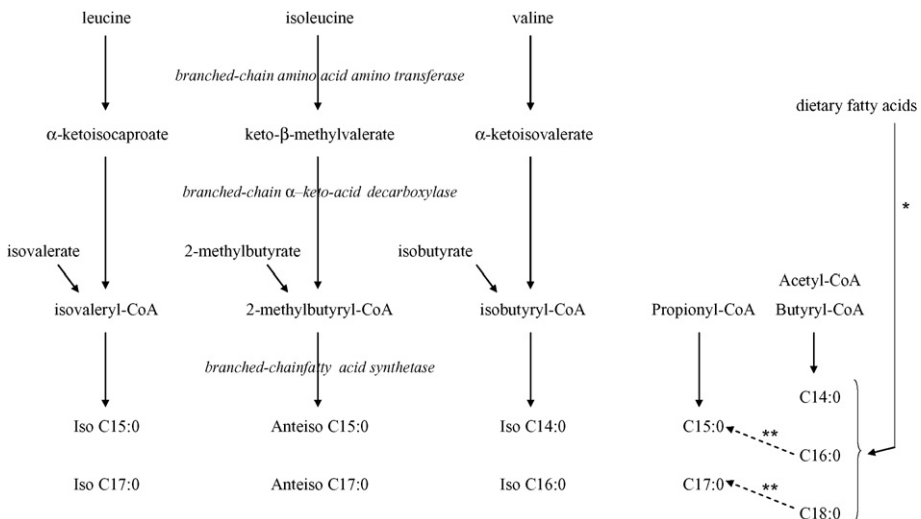 leucine
isoleucine
valine
branched-chain amino acid amino transferase
dietary fatty acids
α-ketoisocaproate
keto-β-methylvalerate
α-ketoisovalerate
branched-chain α–keto-acid decarboxylase
*
isovalerate
2-methylbutyrate
isobutyrate
Acetyl-CoA
isovaleryl-CoA
2-methylbutyryl-CoA
isobutyryl-CoA
Propionyl-CoA
Butyryl-CoA
branched-chainfatty acid synthetase
C14:0
Iso C15:0
Anteiso C15:0
Iso C14:0
C15:0
**
C16:0
Iso C17:0
Anteiso C17:0
Iso C16:0
C17:0
**
C18:0